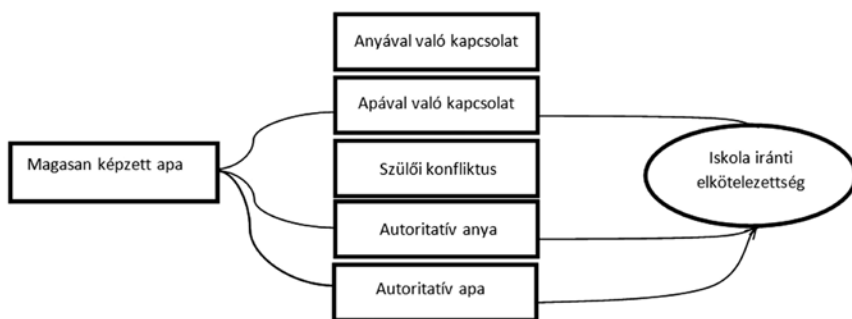 Anyával való kapcsolat
Apával való kapcsolat
Magasan képzett apa
Szülői konfliktus
Iskola iránti
elkötelezettség
Autoritatív anya
Autoritatív apa